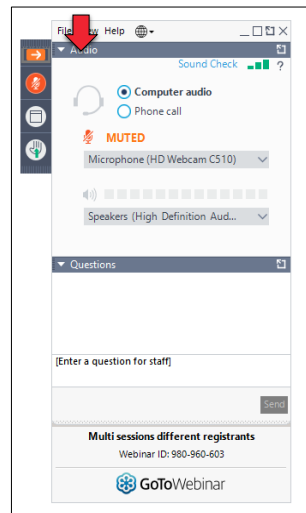 File Help
Audio
Sound Check ?
Computer audio
Phone call
MUTED
Microphone (HD Webcam C510)
Speakers (High Definition Aud...
Questions
[Enter a question for staff]
Send
Multi sessions different registrants
Webinar ID: 980-960-603
GoToWebinar